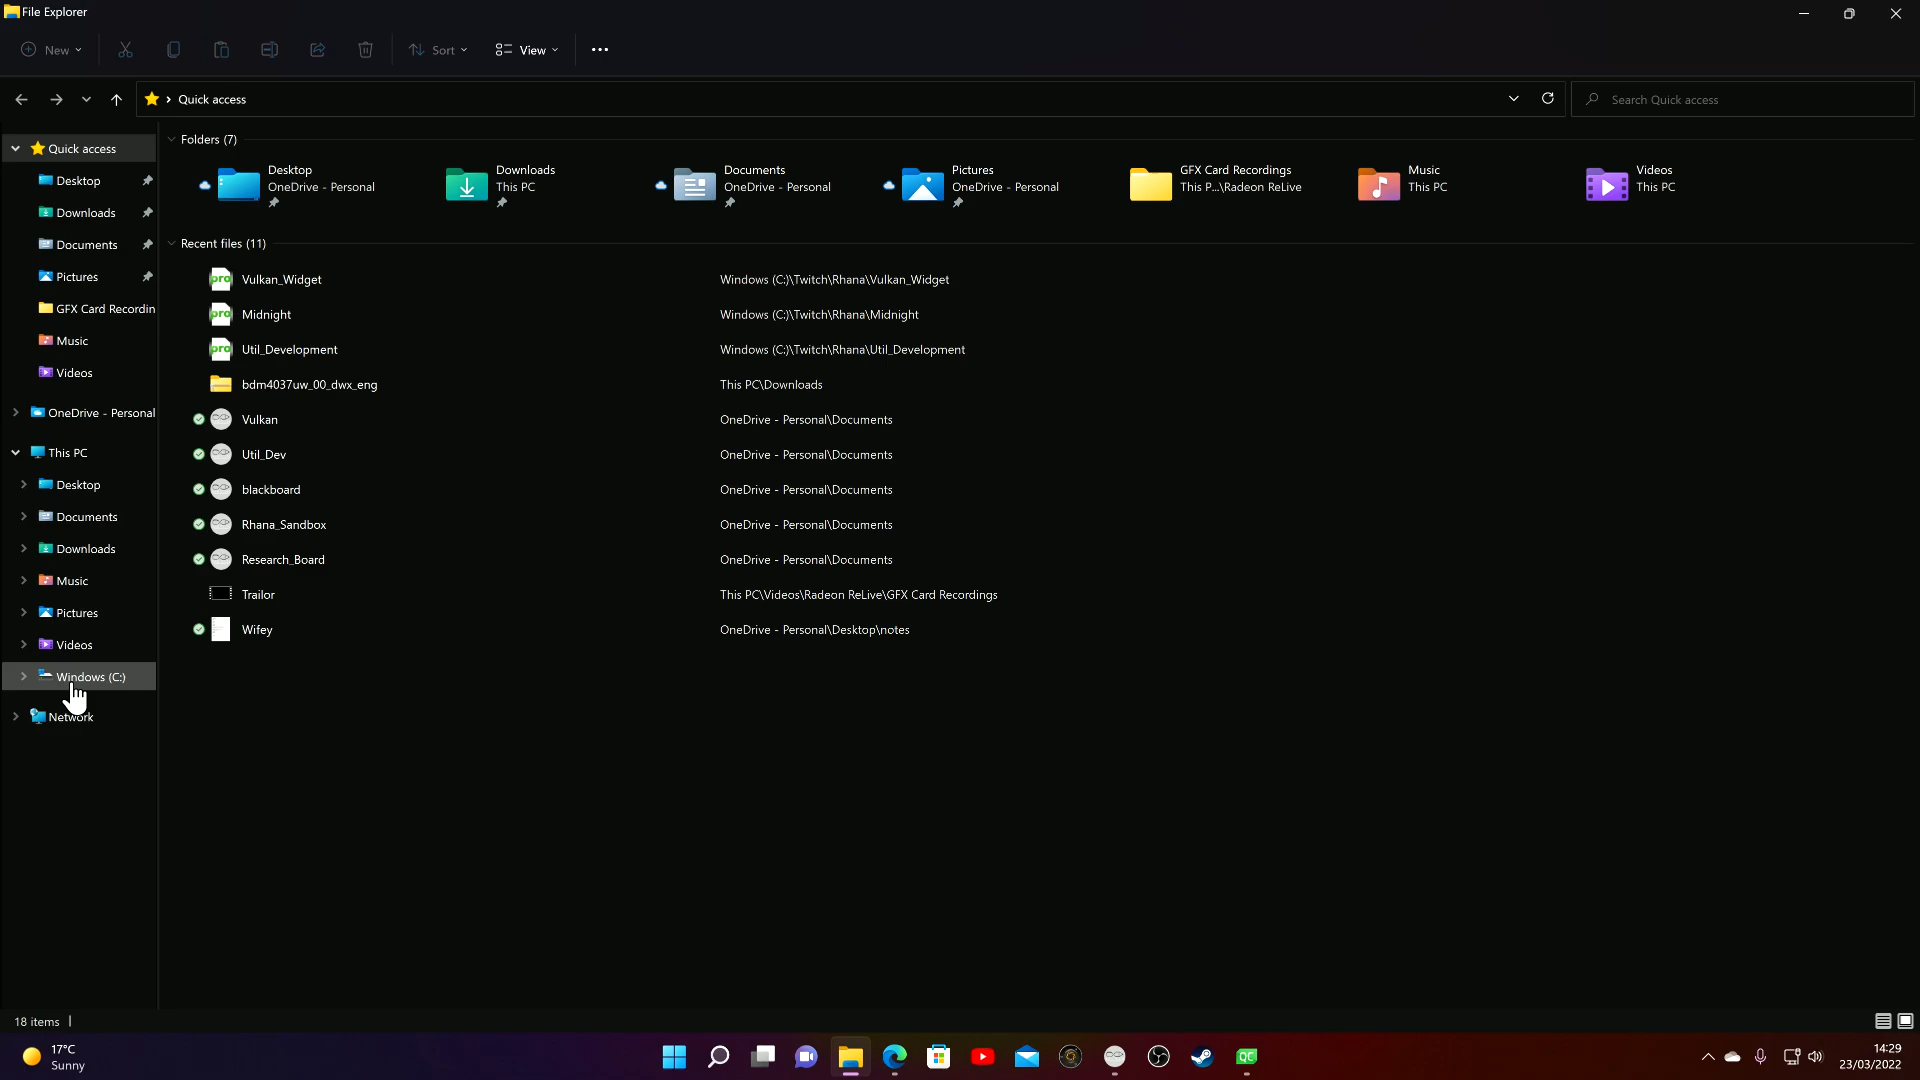 File Explorer
New
Sort
View
Quick access
Search Quick access
Quick access
Desktop
Downloads
Documents
Pictures
GFX Card Recordin
Music
Videos
OneDrive - Personal
This PC
Desktop
Documents
Downloads
Music
Pictures
Videos
Windows (C:)
Network
Folders (7)
Desktop
OneDrive - Personal
Downloads
This PC
Documents
OneDrive - Personal
Pictures
OneDrive - Personal
GFX Card Recordings
This P...\Radeon ReLive
Music
This PC
Videos
This PC
Recent files (11)
pro Vulkan_Widget Windows (C:)\Twitch\Rhana\Vulkan_Widget
pro Midnight Windows (C:)\Twitch\Rhana\Midnight
pro Util_Development Windows (C:)\Twitch\Rhana\Util_Development
bdm4037uw_00_dwx_eng This PC\Downloads
Vulkan OneDrive - Personal\Documents
Util_Dev OneDrive - Personal\Documents
blackboard OneDrive - Personal\Documents
Rhana_Sandbox OneDrive - Personal\Documents
Research_Board OneDrive - Personal\Documents
Trailor This PC\Videos\Radeon ReLive\GFX Card Recordings
Wifey OneDrive - Personal\Desktop\notes
18 items
17°C
Sunny
QC
14:29
23/03/2022